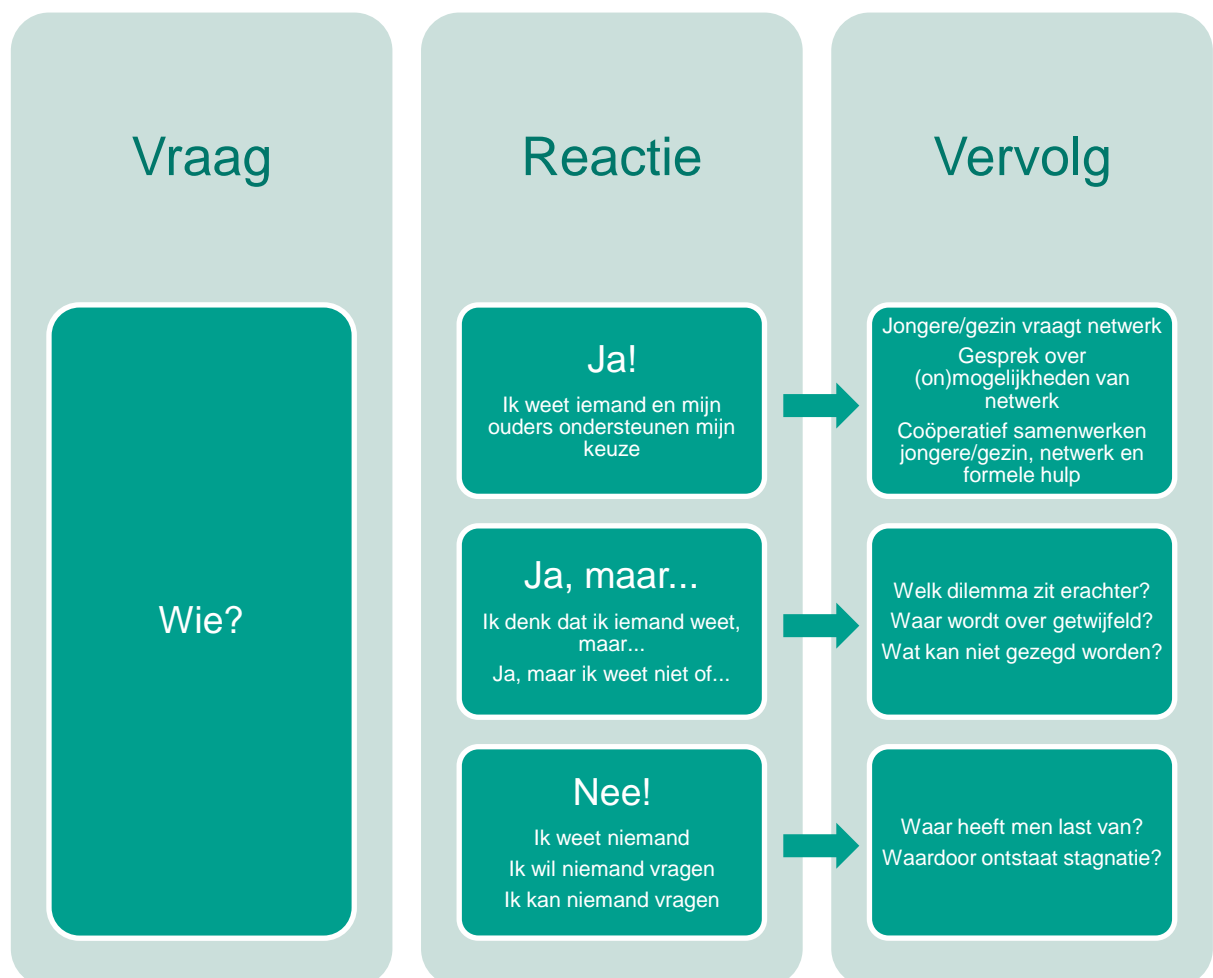 Vraag
Wie?
Reactie
Ja!
Ik weet iemand en mijn
ouders ondersteunen mijn
keuze
Ja, maar...
Ik denk dat ik iemand weet,
maar...
Ja, maar ik weet niet of...
Nee!
Ik weet niemand
Ik wil niemand vragen
Ik kan niemand vragen
Vervolg
Jongere/gezin vraagt netwerk
Gesprek over
(on)mogelijkheden van
netwerk
Coöperatief samenwerken
jongere/gezin, netwerk en
formele hulp
Welk dilemma zit erachter?
Waar wordt over getwijfeld?
Wat kan niet gezegd worden?
Waar heeft men last van?
Waardoor ontstaat stagnatie?